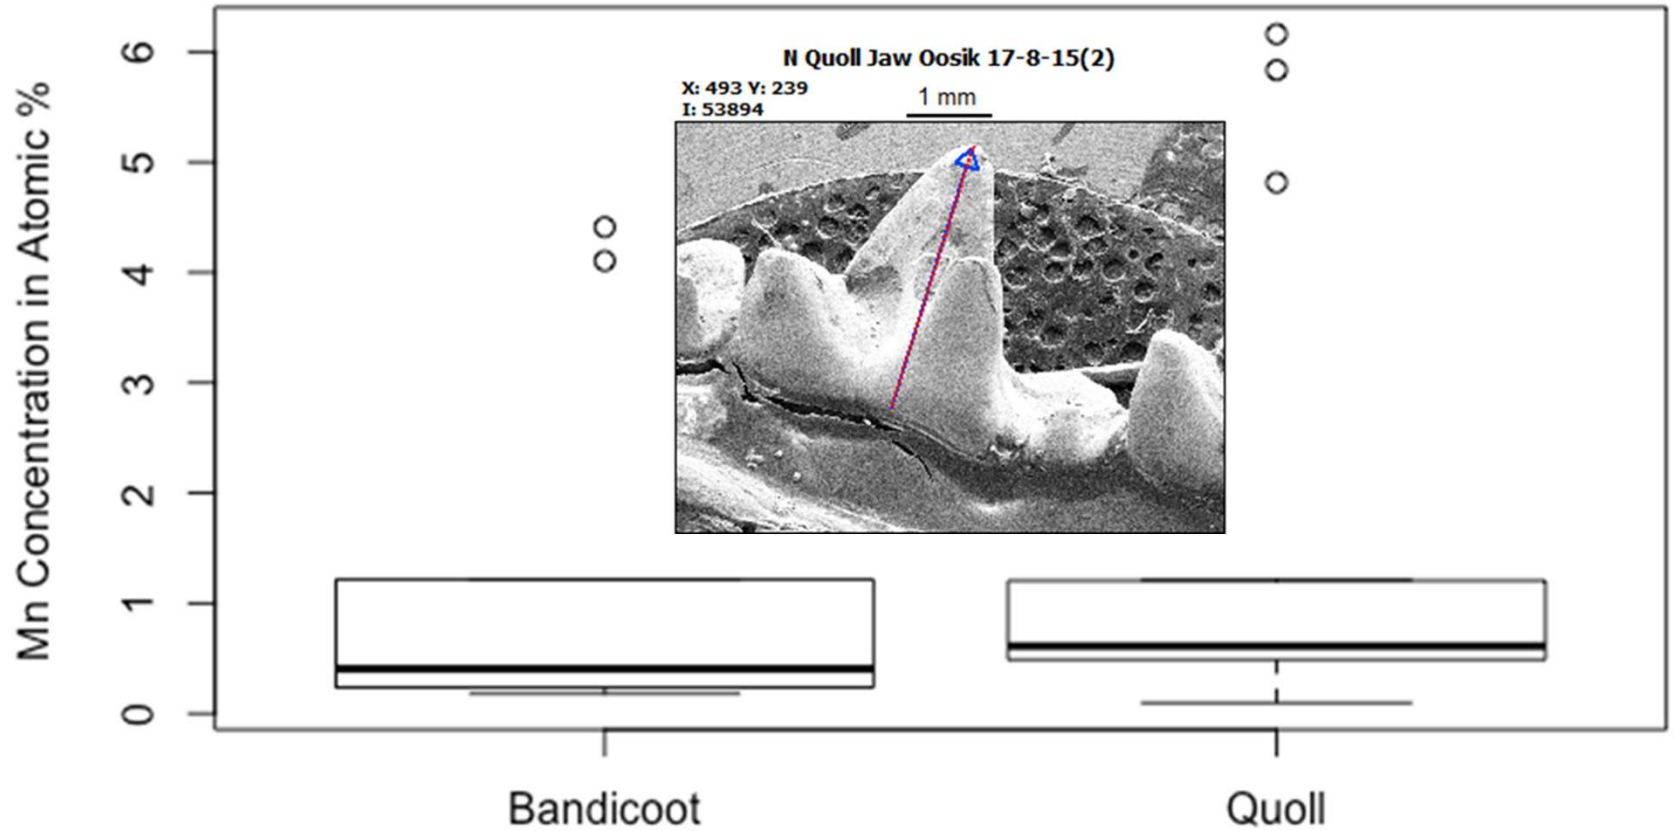 Mn Concentration in Atomic %
6
5
4
3
2
1
0
N Quoll Jaw Oosik 17-8-15(2)
X: 493 Y: 239
I: 53894
1 mm
Bandicoot
Quoll